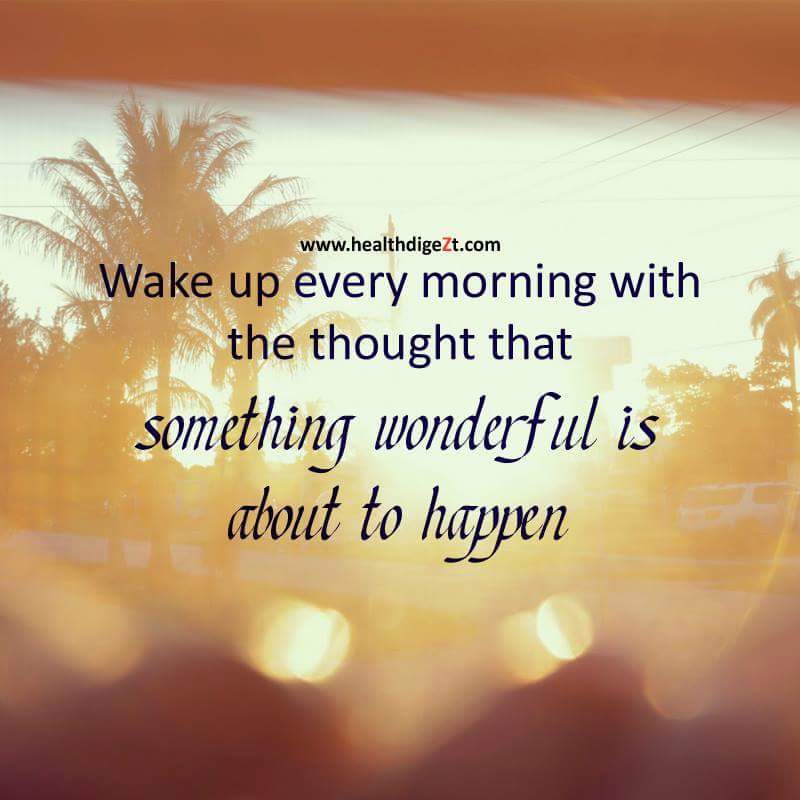 www.healthdigeZt.com
Wake up every morning with
the thought that
something wonderful is
about to happen